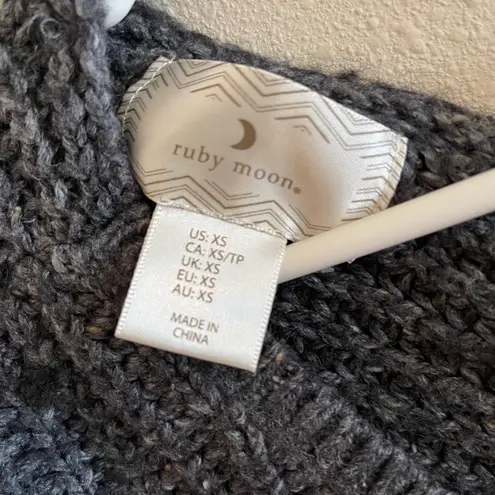 ruby moon®
US: XS
CA: XS/TP
UK: XS
EU: XS
AU: XS
MADE IN
CHINA